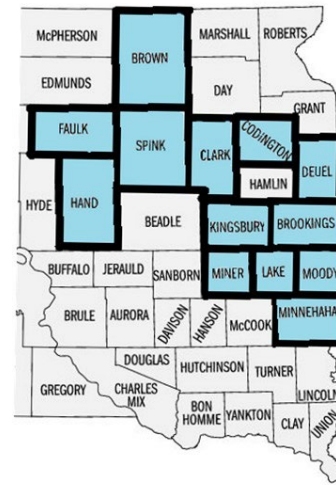 McPHERSON
BROWN
MARSHALL
ROBERTS
EDMUNDS
DAY
GRANT
FAULK
SPINK
CLARK
CODINGTON
DEUEL
HAMLIN
HYDE
HAND
BEADLE
KINGSBURY
BROOKINGS
BUFFALO
JERAULD
SANBORN
MINER
LAKE
MOODY
BRULE
AURORA
DAVISON
HANSON
McCOOK
MINNEHAHA
DOUGLAS
HUTCHINSON
TURNER
LINCOLN
GREGORY
CHARLES
MIX
BON
HOMME
YANKTON
CLAY
UNION